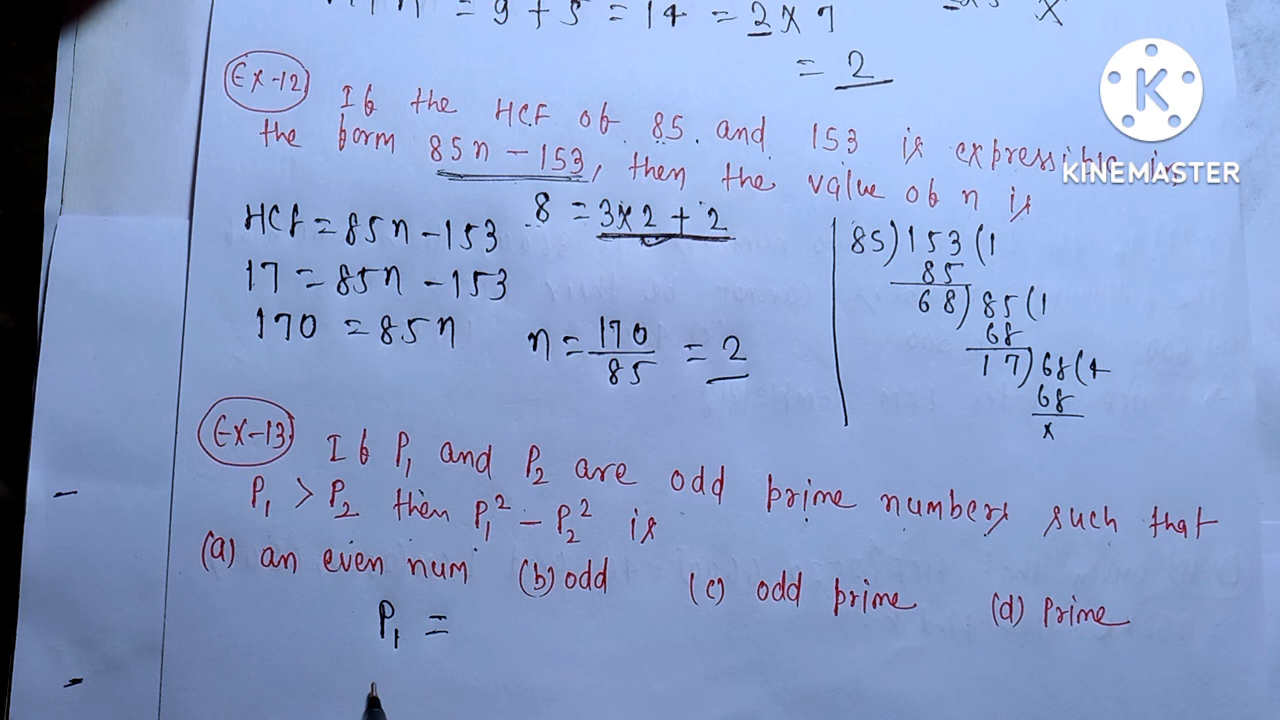 = 9 + 5 = 14 = 2 × 7
= 2
Ex-12 If the HCF of 85 and 153 is expressible in
the form 85n - 153, then the value of n is
HCF = 85n - 153
8 = 3×2 + 2
17 = 85n - 153
170 = 85n
n = 170/85 = 2
85)153(1
85
68)85(1
68
17)68(4
68
×
Ex-13 If P₁ and P₂ are odd prime numbers such that
P₁ > P₂ then P₁² - P₂² is
(a) an even num (b) odd (c) odd prime (d) Prime
P₁ =
K
KINEMASTER